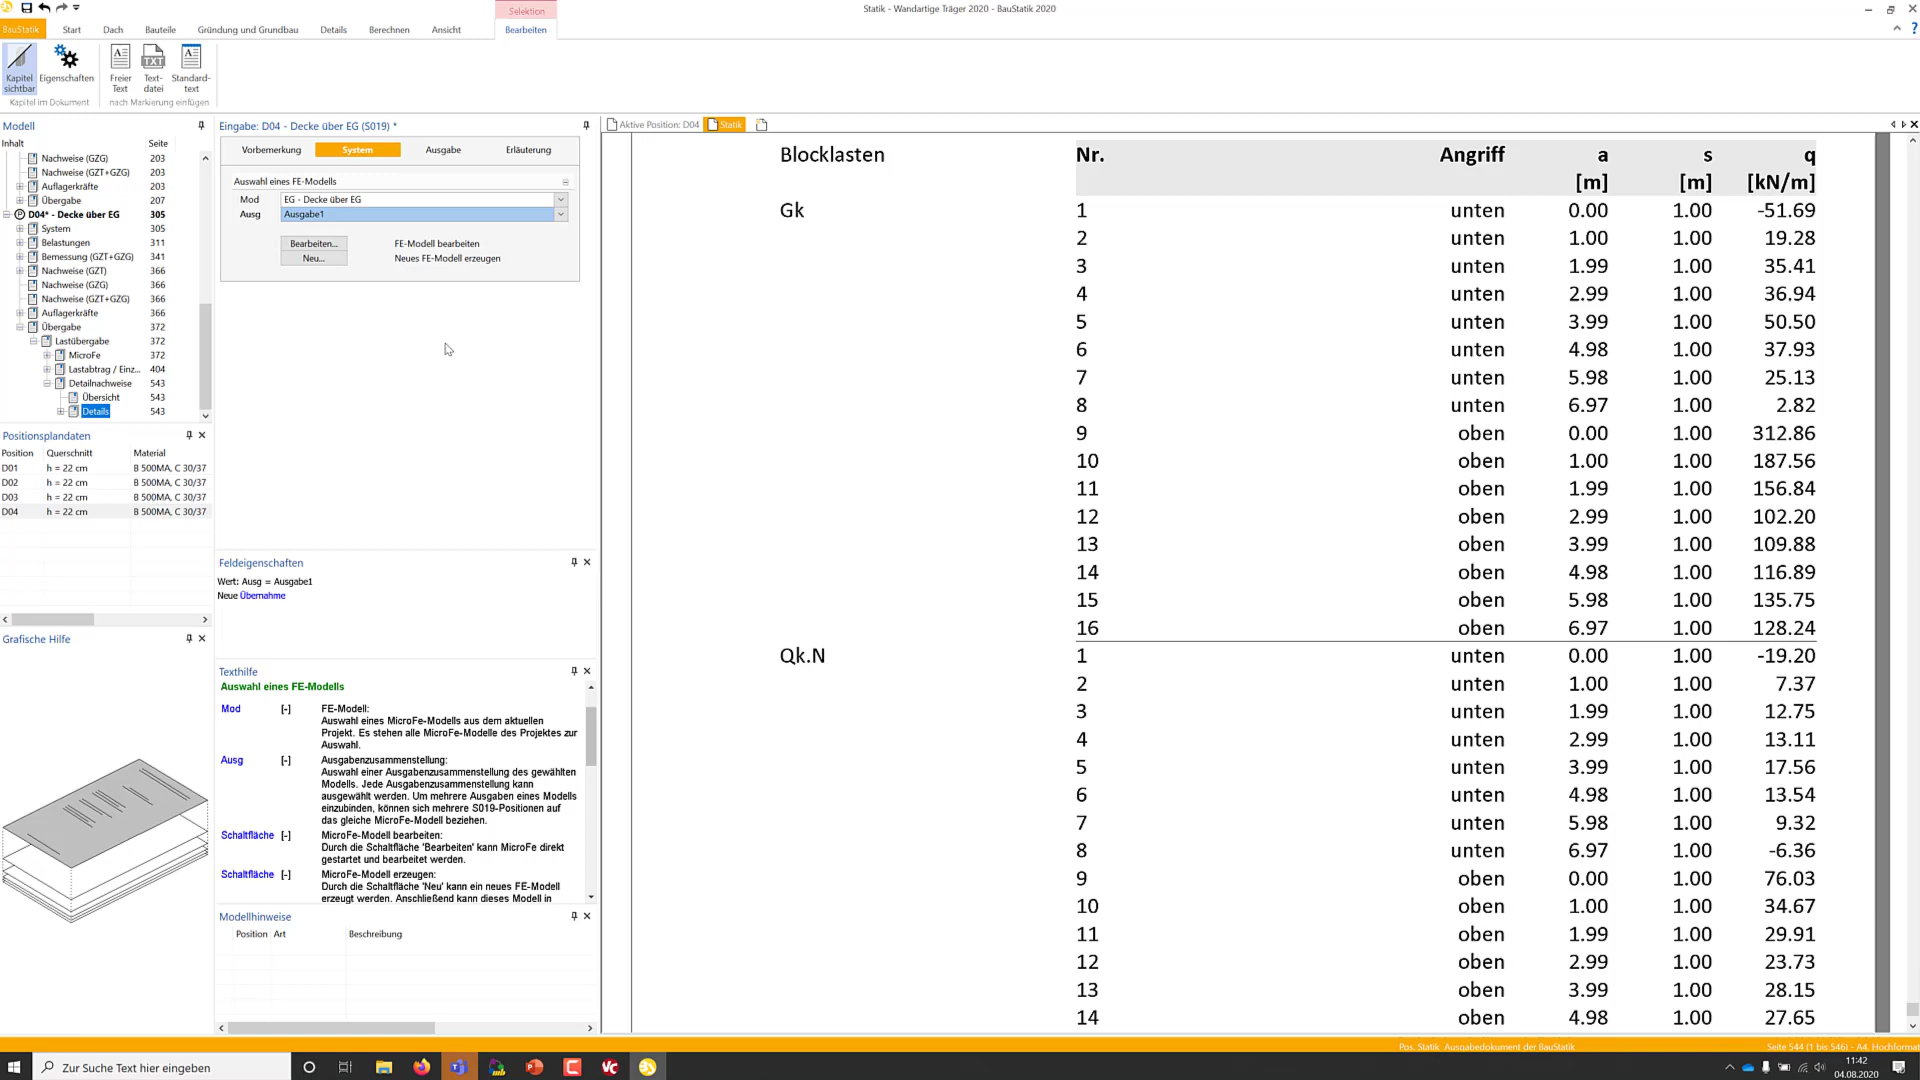 Selektion
Statik - Wandartige Träger 2020 - BauStatik 2020
BauStatik Start Dach Bauteile Gründung und Grundbau Details Berechnen Ansicht Bearbeiten
Kapitel sichtbar
Eigenschaften
Freier Text
Text-datei
Standard-text
Kapitel im Dokument
nach Markierung einfügen
Modell
Inhalt Seite
Nachweise (GZG) 203
Nachweise (GZT+GZG) 203
Auflagerkräfte 203
Übergabe 207
D04* - Decke über EG 305
System 305
Belastungen 311
Bemessung (GZT+GZG) 341
Nachweise (GZT) 366
Nachweise (GZG) 366
Nachweise (GZT+GZG) 366
Auflagerkräfte 366
Übergabe 372
Lastübergabe 372
MicroFe 372
Lastabtrag / Einz... 404
Detailnachweise 543
Übersicht 543
Details 543
Positionsplandaten
Position Querschnitt Material
D01 h = 22 cm B 500MA, C 30/37
D02 h = 22 cm B 500MA, C 30/37
D03 h = 22 cm B 500MA, C 30/37
D04 h = 22 cm B 500MA, C 30/37
Grafische Hilfe
Eingabe: D04 - Decke über EG (S019) *
Vorbemerkung System Ausgabe Erläuterung
Auswahl eines FE-Modells
Mod EG - Decke über EG
Ausg Ausgabe1
Bearbeiten... FE-Modell bearbeiten
Neu... Neues FE-Modell erzeugen
Feldeigenschaften
Wert: Ausg = Ausgabe1
Neue Übernahme
Texthilfe
Auswahl eines FE-Modells
Mod [-] FE-Modell:
Auswahl eines MicroFe-Modells aus dem aktuellen
Projekt. Es stehen alle MicroFe-Modelle des Projektes zur
Auswahl.
Ausg [-] Ausgabenzusammenstellung:
Auswahl einer Ausgabenzusammenstellung des gewählten
Modells. Jede Ausgabenzusammenstellung kann
ausgewählt werden. Um mehrere Ausgaben eines Modells
einzubinden, können sich mehrere S019-Positionen auf
das gleiche MicroFe-Modell beziehen.
Schaltfläche [-] MicroFe-Modell bearbeiten:
Durch die Schaltfläche 'Bearbeiten' kann MicroFe direkt
gestartet und bearbeitet werden.
Schaltfläche [-] MicroFe-Modell erzeugen:
Durch die Schaltfläche 'Neu' kann ein neues FE-Modell
erzeugt werden. Anschließend kann dieses Modell in
Modellhinweise
Position Art Beschreibung
Aktive Position: D04 Statik
Blocklasten Nr. Angriff a s q
[m] [m] [kN/m]
Gk 1 unten 0.00 1.00 -51.69
2 unten 1.00 1.00 19.28
3 unten 1.99 1.00 35.41
4 unten 2.99 1.00 36.94
5 unten 3.99 1.00 50.50
6 unten 4.98 1.00 37.93
7 unten 5.98 1.00 25.13
8 unten 6.97 1.00 2.82
9 oben 0.00 1.00 312.86
10 oben 1.00 1.00 187.56
11 oben 1.99 1.00 156.84
12 oben 2.99 1.00 102.20
13 oben 3.99 1.00 109.88
14 oben 4.98 1.00 116.89
15 oben 5.98 1.00 135.75
16 oben 6.97 1.00 128.24
Qk.N 1 unten 0.00 1.00 -19.20
2 unten 1.00 1.00 7.37
3 unten 1.99 1.00 12.75
4 unten 2.99 1.00 13.11
5 unten 3.99 1.00 17.56
6 unten 4.98 1.00 13.54
7 unten 5.98 1.00 9.32
8 unten 6.97 1.00 -6.36
9 oben 0.00 1.00 76.03
10 oben 1.00 1.00 34.67
11 oben 1.99 1.00 29.91
12 oben 2.99 1.00 23.73
13 oben 3.99 1.00 28.15
14 oben 4.98 1.00 27.65
Pos. Statik Ausgabedokument der BauStatik Seite 544 (1 bis 546) - A4, Hochformat
Zur Suche Text hier eingeben
11:42
04.08.2020